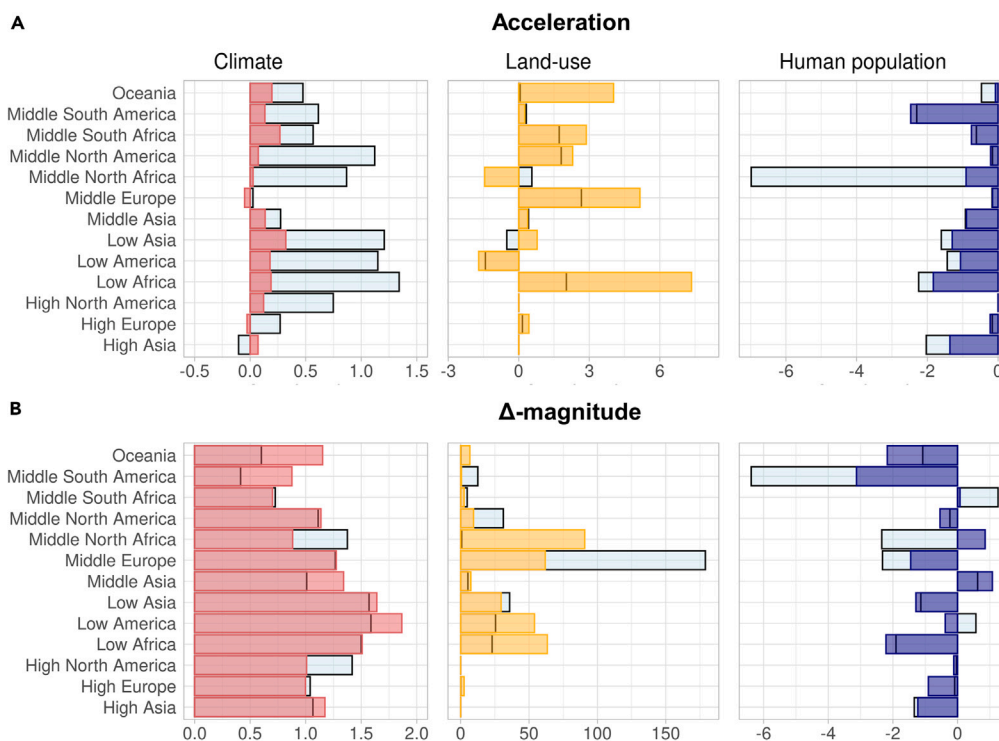 A
Acceleration
Climate
Land-use
Human population
Oceania
Middle South America
Middle South Africa
Middle North America
Middle North Africa
Middle Europe
Middle Asia
Low Asia
Low America
Low Africa
High North America
High Europe
High Asia
-0.5 0.0 0.5 1.0 1.5
-3 0 3 6
-6 -4 -2 0
B
Δ-magnitude
Oceania
Middle South America
Middle South Africa
Middle North America
Middle North Africa
Middle Europe
Middle Asia
Low Asia
Low America
Low Africa
High North America
High Europe
High Asia
0.0 0.5 1.0 1.5 2.0
0 50 100 150
-6 -4 -2 0